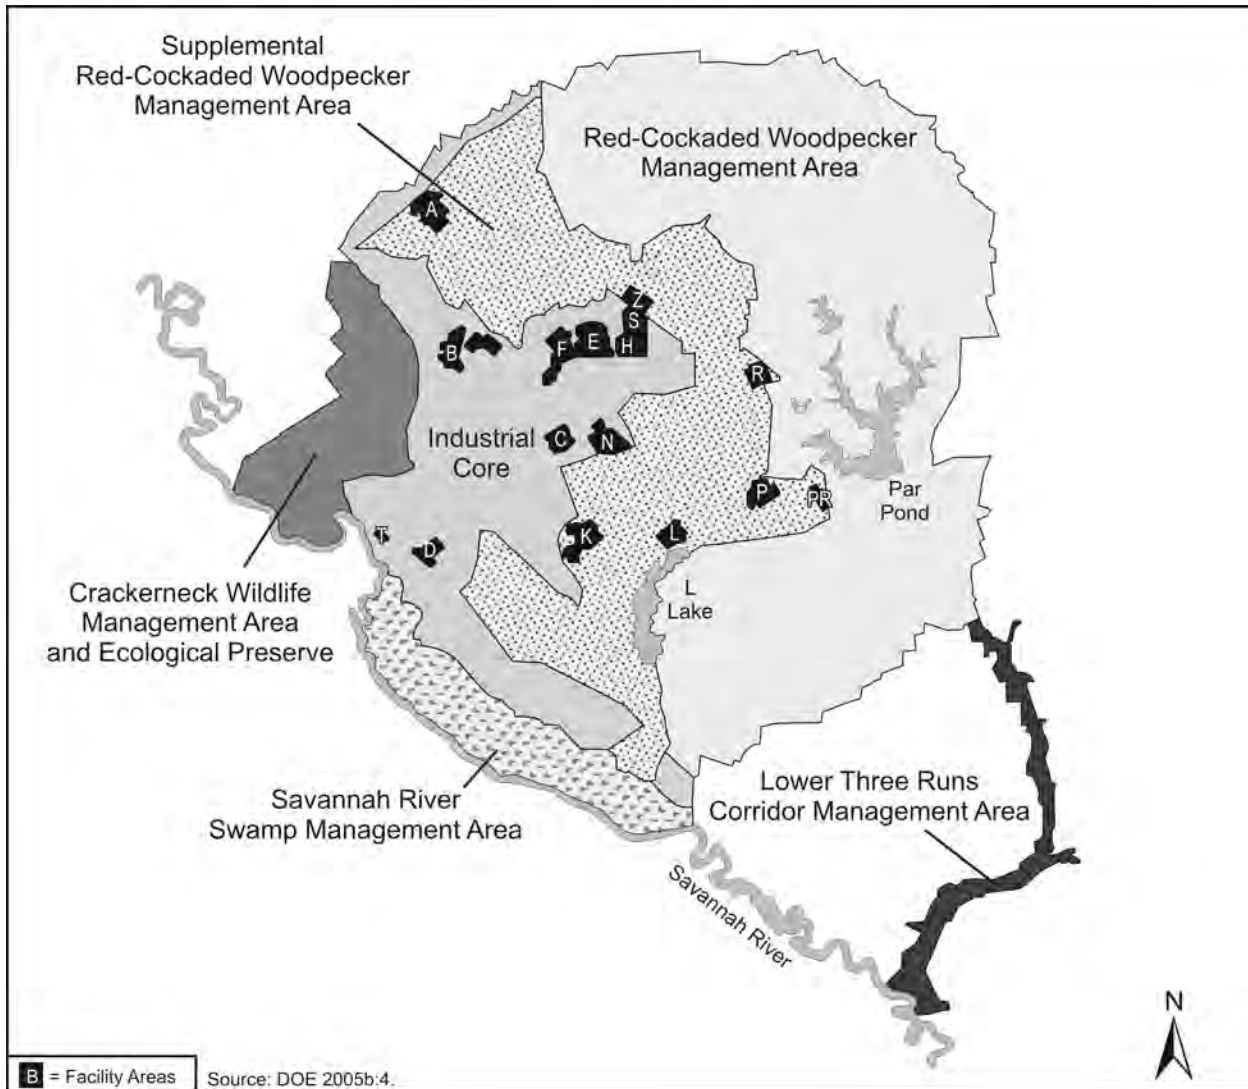 Supplemental
Red-Cockaded Woodpecker
Management Area
Red-Cockaded Woodpecker
Management Area
A
Z
S
B
F
E
H
R
C
N
Industrial
Core
P
PR
Par
Pond
T
D
K
L
L
Lake
Crackerneck Wildlife
Management Area
and Ecological Preserve
Savannah River
Swamp Management Area
Lower Three Runs
Corridor Management Area
Savannah River
N
B = Facility Areas
Source: DOE 2005b:4.